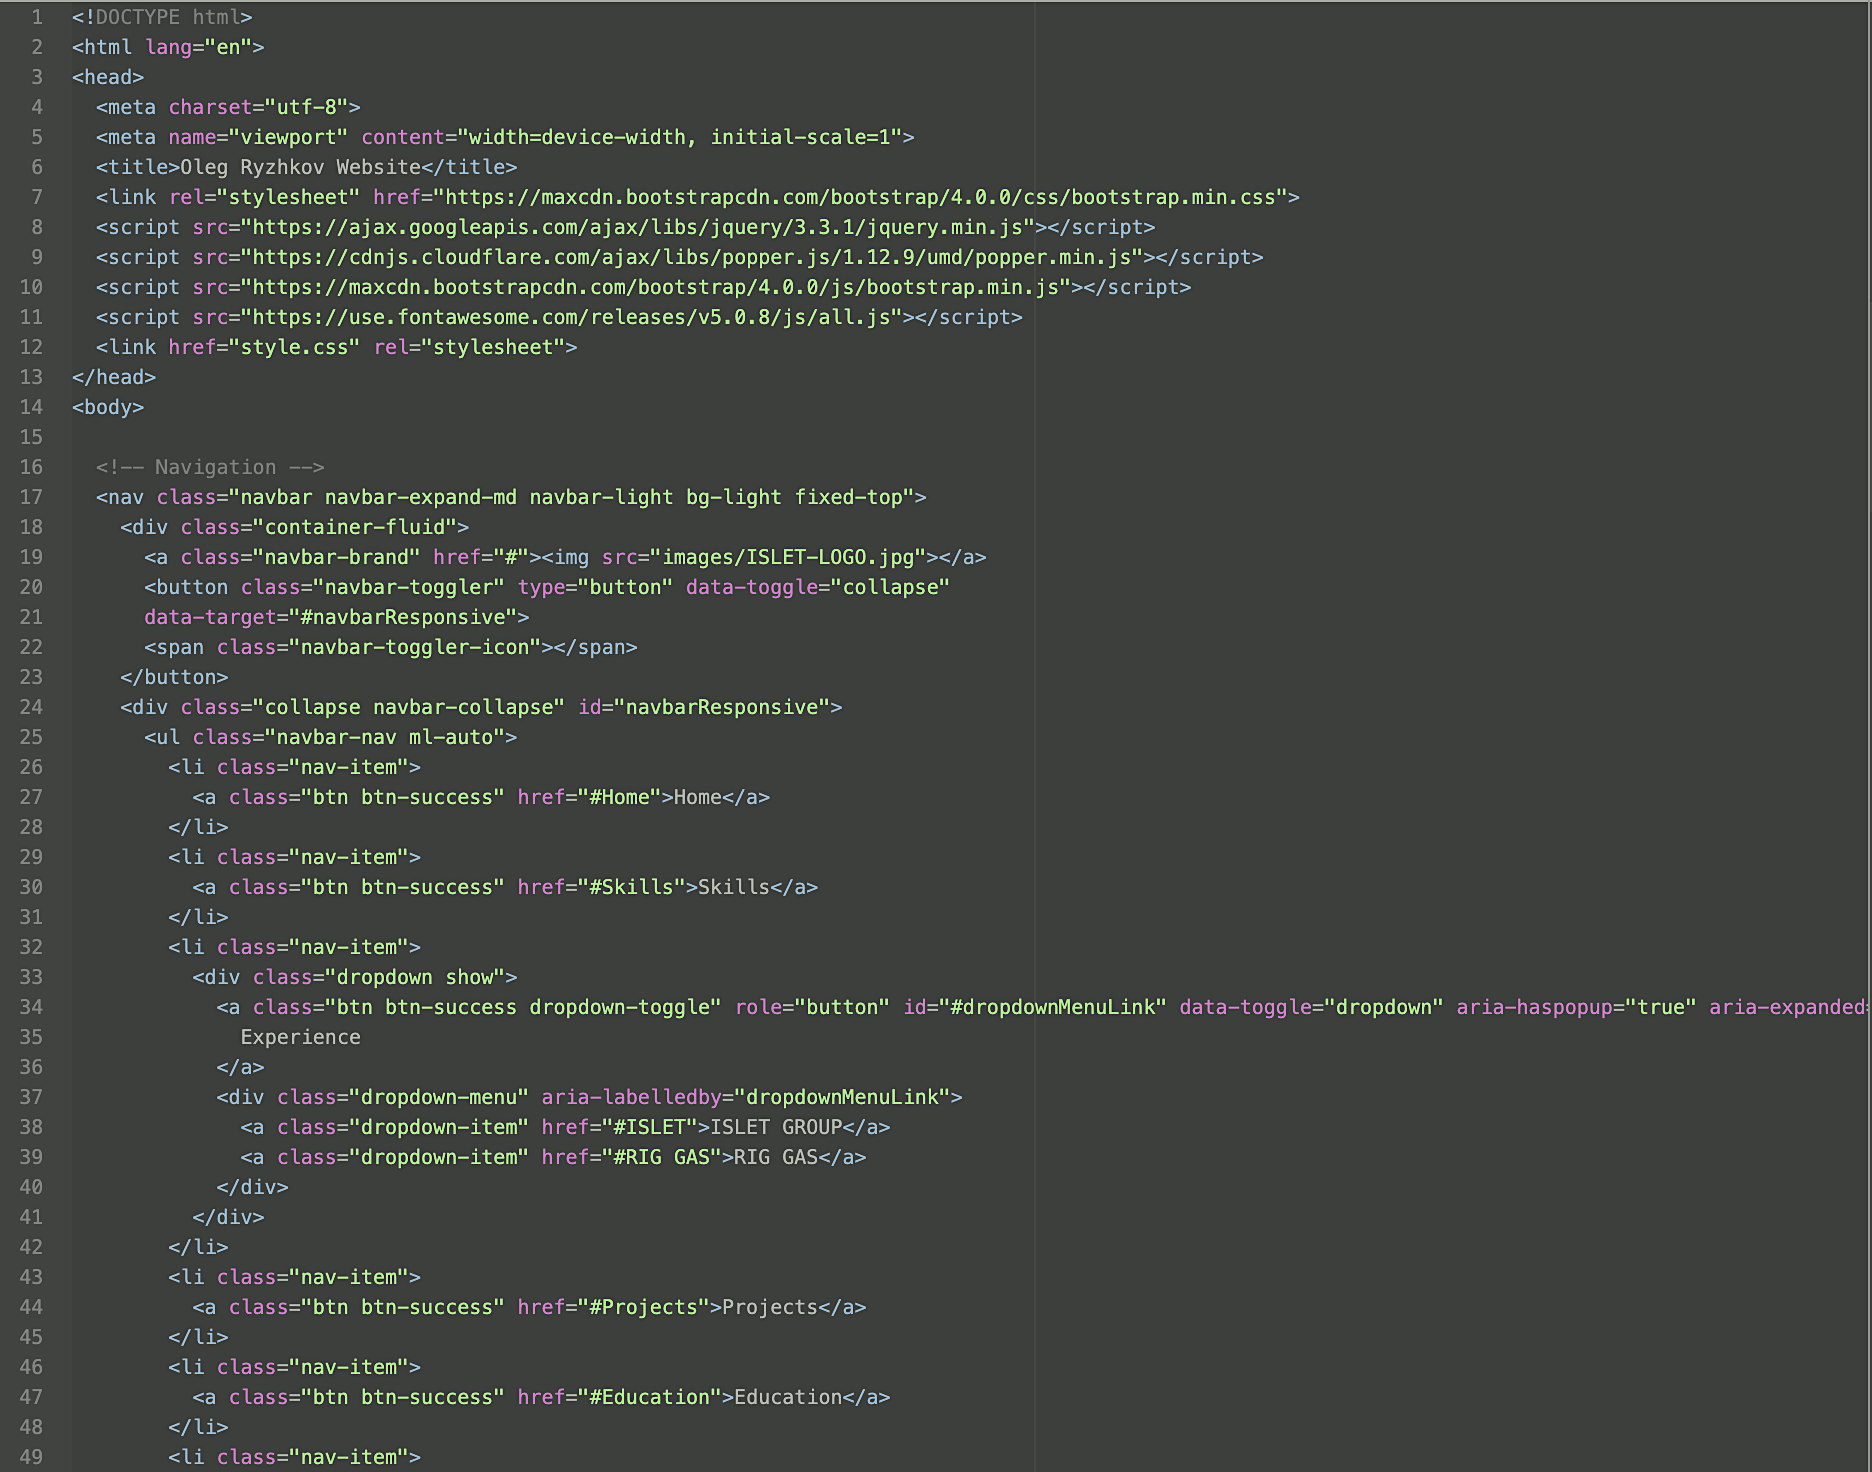 1 <!DOCTYPE html>
2 <html lang="en">
3 <head>
4   <meta charset="utf-8">
5   <meta name="viewport" content="width=device-width, initial-scale=1">
6   <title>Oleg Ryzhkov Website</title>
7   <link rel="stylesheet" href="https://maxcdn.bootstrapcdn.com/bootstrap/4.0.0/css/bootstrap.min.css">
8   <script src="https://ajax.googleapis.com/ajax/libs/jquery/3.3.1/jquery.min.js"></script>
9   <script src="https://cdnjs.cloudflare.com/ajax/libs/popper.js/1.12.9/umd/popper.min.js"></script>
10   <script src="https://maxcdn.bootstrapcdn.com/bootstrap/4.0.0/js/bootstrap.min.js"></script>
11   <script src="https://use.fontawesome.com/releases/v5.0.8/js/all.js"></script>
12   <link href="style.css" rel="stylesheet">
13 </head>
14 <body>
15
16   <!-- Navigation -->
17   <nav class="navbar navbar-expand-md navbar-light bg-light fixed-top">
18     <div class="container-fluid">
19       <a class="navbar-brand" href="#"><img src="images/ISLET-LOGO.jpg"></a>
20       <button class="navbar-toggler" type="button" data-toggle="collapse"
21       data-target="#navbarResponsive">
22       <span class="navbar-toggler-icon"></span>
23     </button>
24     <div class="collapse navbar-collapse" id="navbarResponsive">
25       <ul class="navbar-nav ml-auto">
26         <li class="nav-item">
27           <a class="btn btn-success" href="#Home">Home</a>
28         </li>
29         <li class="nav-item">
30           <a class="btn btn-success" href="#Skills">Skills</a>
31         </li>
32         <li class="nav-item">
33           <div class="dropdown show">
34             <a class="btn btn-success dropdown-toggle" role="button" id="#dropdownMenuLink" data-toggle="dropdown" aria-haspopup="true" aria-expanded=
35               Experience
36             </a>
37             <div class="dropdown-menu" aria-labelledby="dropdownMenuLink">
38               <a class="dropdown-item" href="#ISLET">ISLET GROUP</a>
39               <a class="dropdown-item" href="#RIG GAS">RIG GAS</a>
40             </div>
41           </div>
42         </li>
43         <li class="nav-item">
44           <a class="btn btn-success" href="#Projects">Projects</a>
45         </li>
46         <li class="nav-item">
47           <a class="btn btn-success" href="#Education">Education</a>
48         </li>
49         <li class="nav-item">